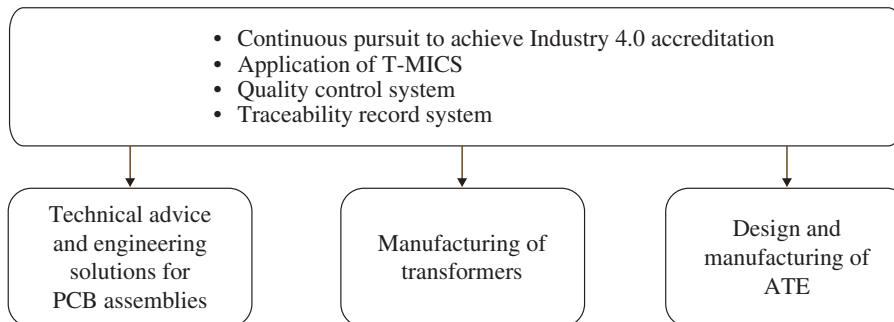 • Continuous pursuit to achieve Industry 4.0 accreditation
• Application of T-MICS
• Quality control system
• Traceability record system
Technical advice
and engineering
solutions for
PCB assemblies
Manufacturing of
transformers
Design and
manufacturing of
ATE